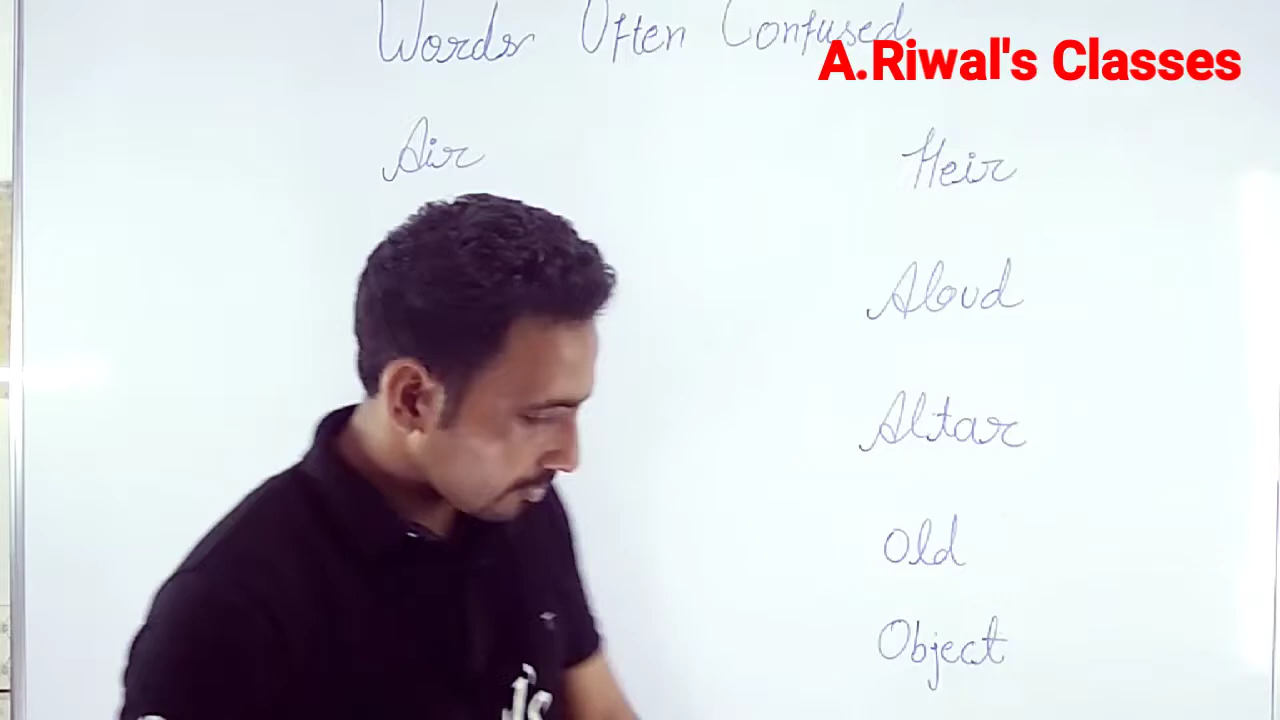 Words Often Confused
A.Riwal's Classes
Air Heir
Aloud
Altar
Old
Object